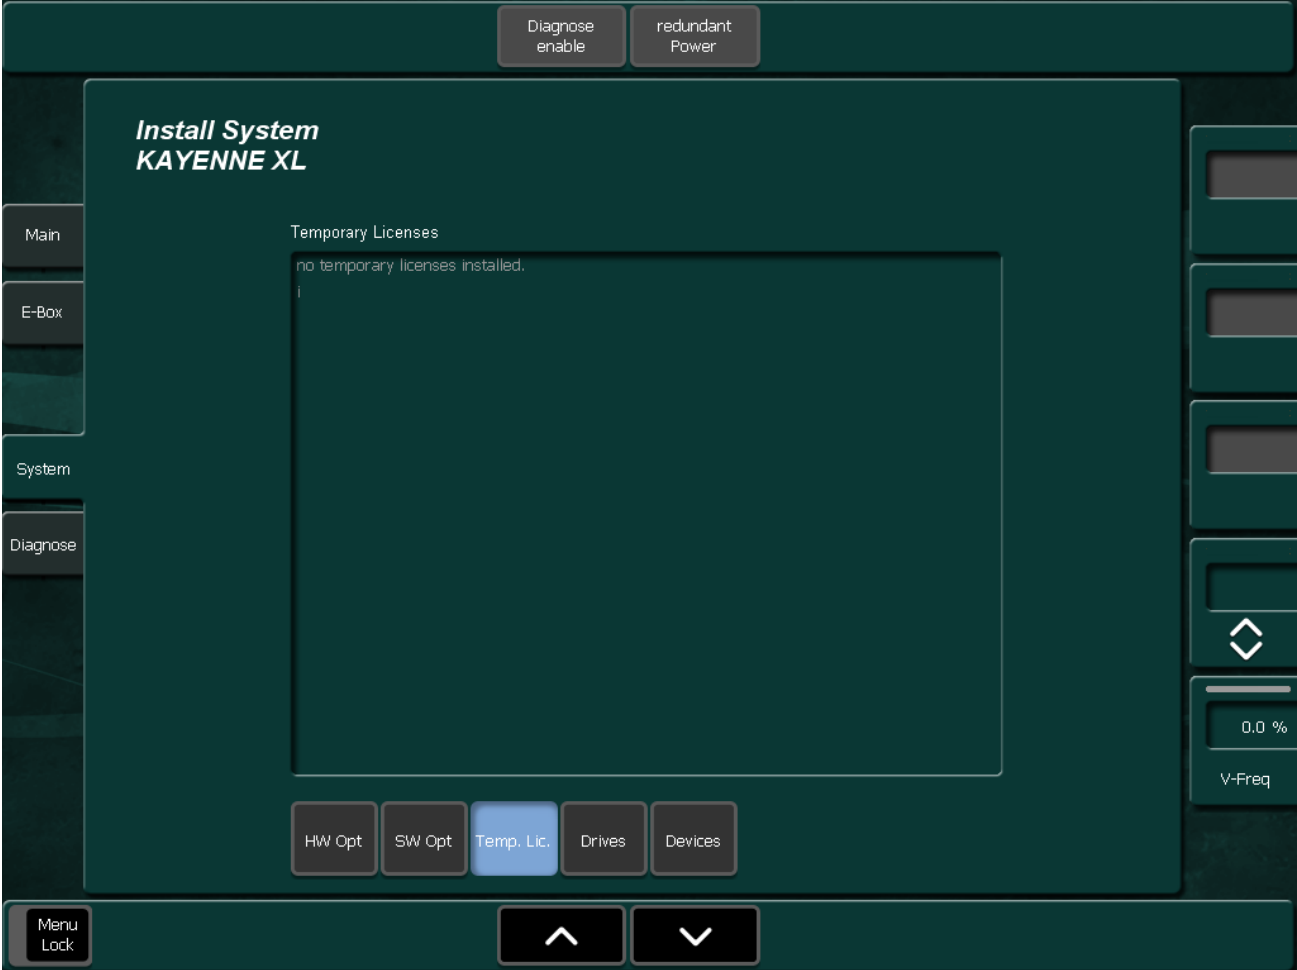 Diagnose
enable
redundant
Power
Install System
KAYENNE XL
Temporary Licenses
no temporary licenses installed.
i
Main
E-Box
System
Diagnose
0.0 %
V-Freq
HW Opt
SW Opt
Temp. Lic.
Drives
Devices
Menu
Lock